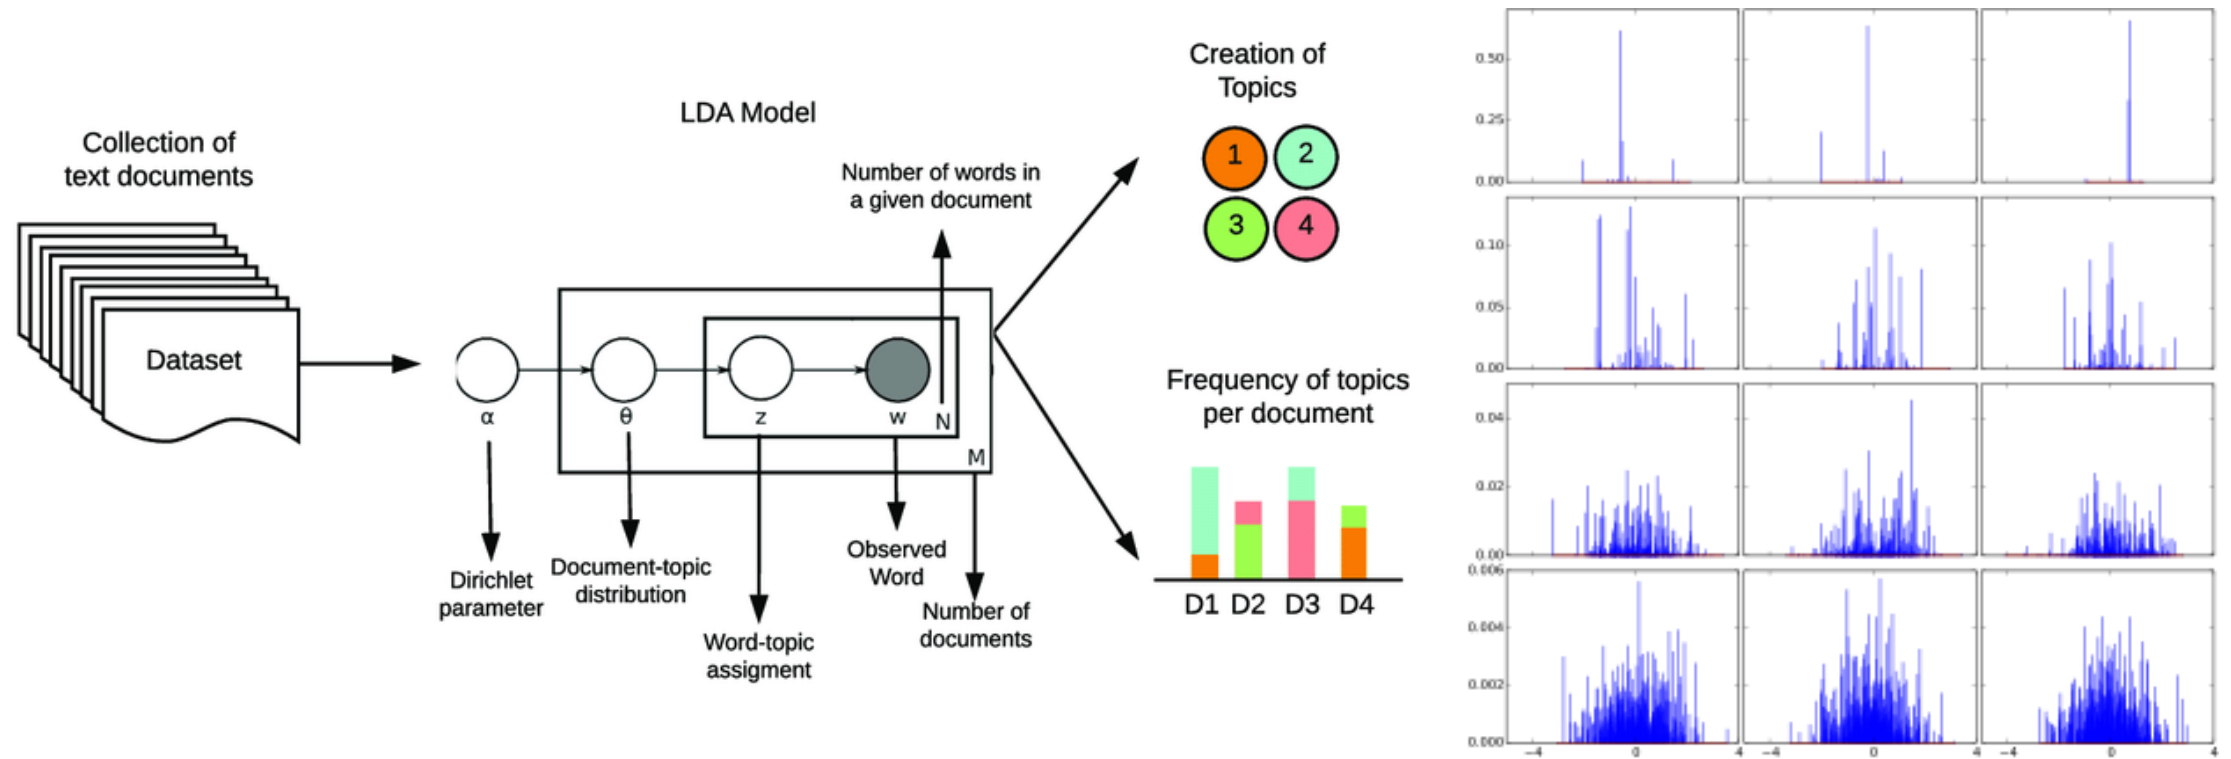 Collection of
text documents
Dataset
LDA Model
Number of words in
a given document
α
θ
z
w
N
M
Dirichlet
parameter
Document-topic
distribution
Word-topic
assigment
Observed
Word
Number of
documents
Creation of
Topics
1
2
3
4
Frequency of topics
per document
D1 D2 D3 D4
0.50
0.25
0.00
0.10
0.05
0.00
0.04
0.02
0.00
0.006
0.004
0.002
0.000
−4 0 4 −4 0 4 −4 0 4